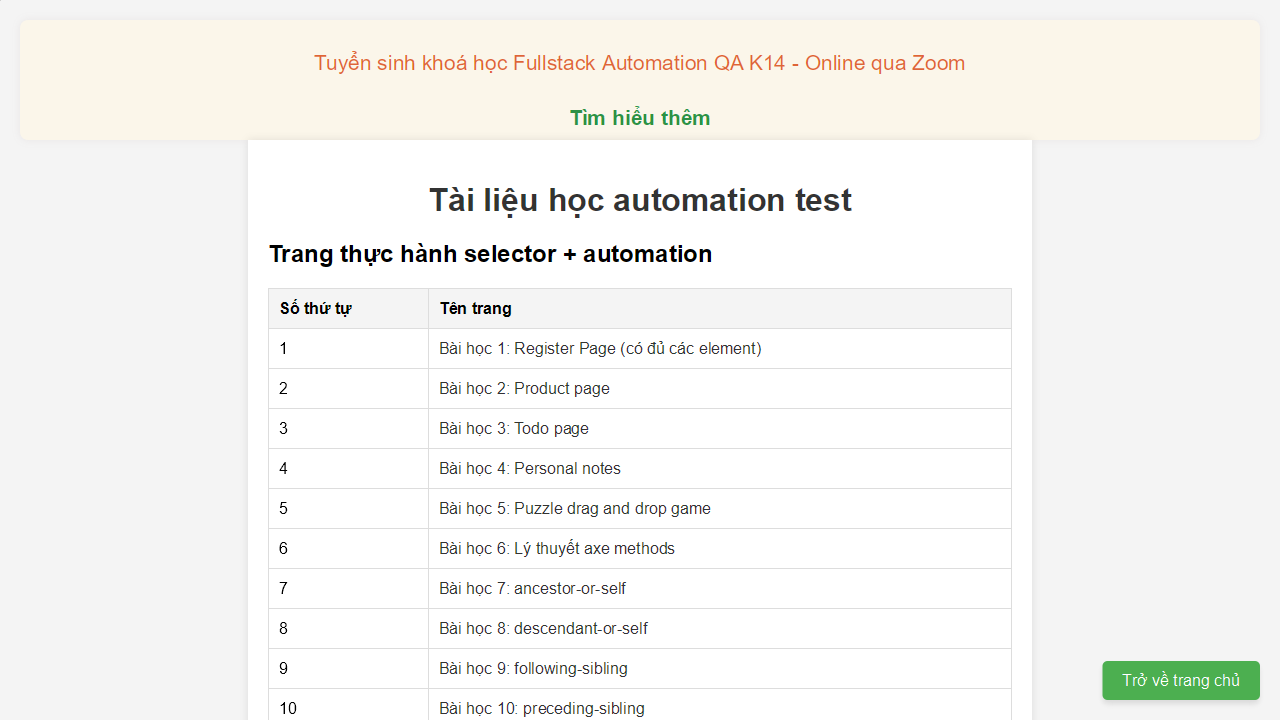 Tuyển sinh khoá học Fullstack Automation QA K14 - Online qua Zoom
Tìm hiểu thêm
Tài liệu học automation test
Trang thực hành selector + automation
Số thứ tự Tên trang
1 Bài học 1: Register Page (có đủ các element)
2 Bài học 2: Product page
3 Bài học 3: Todo page
4 Bài học 4: Personal notes
5 Bài học 5: Puzzle drag and drop game
6 Bài học 6: Lý thuyết axe methods
7 Bài học 7: ancestor-or-self
8 Bài học 8: descendant-or-self
9 Bài học 9: following-sibling
Trở về trang chủ
10 Bài học 10: preceding-sibling